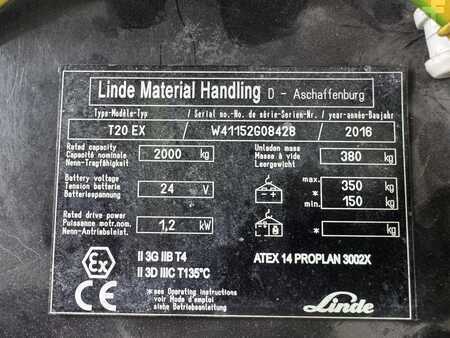 Linde Material Handling D - Aschaffenburg
Type-Modèle-Typ / Serial no.-No. de série-Serien-Nr. / year-année-Baujahr
T20 EX / W41152G08428 / 2016
Rated capacity
Capacité nominale 2000 kg
Nenn-Tragfähigkeit
Unladen mass
Masse à vide 380 kg
Leergewicht
Battery voltage
Tension batterie 24 V
Batteriespannung
max. 350 kg
*
min. 150 kg
Rated drive power
Puissance motr.nom. 1,2 kW
Nenn-Antriebsleist.
* kg
Ex II 3G IIB T4 ATEX 14 PROPLAN 3002X
II 3D IIIC T135°C
CE
* see Operating instructions
voir Mode d'emploi
siehe Betriebsanleitung
Linde